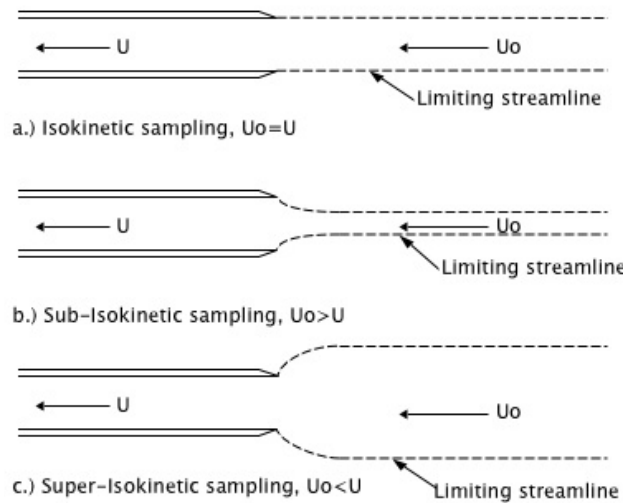 U
Uo
Limiting streamline
a.) Isokinetic sampling, Uo=U
U
Uo
Limiting streamline
b.) Sub-Isokinetic sampling, Uo>U
U
Uo
c.) Super-Isokinetic sampling, Uo<U
Limiting streamline